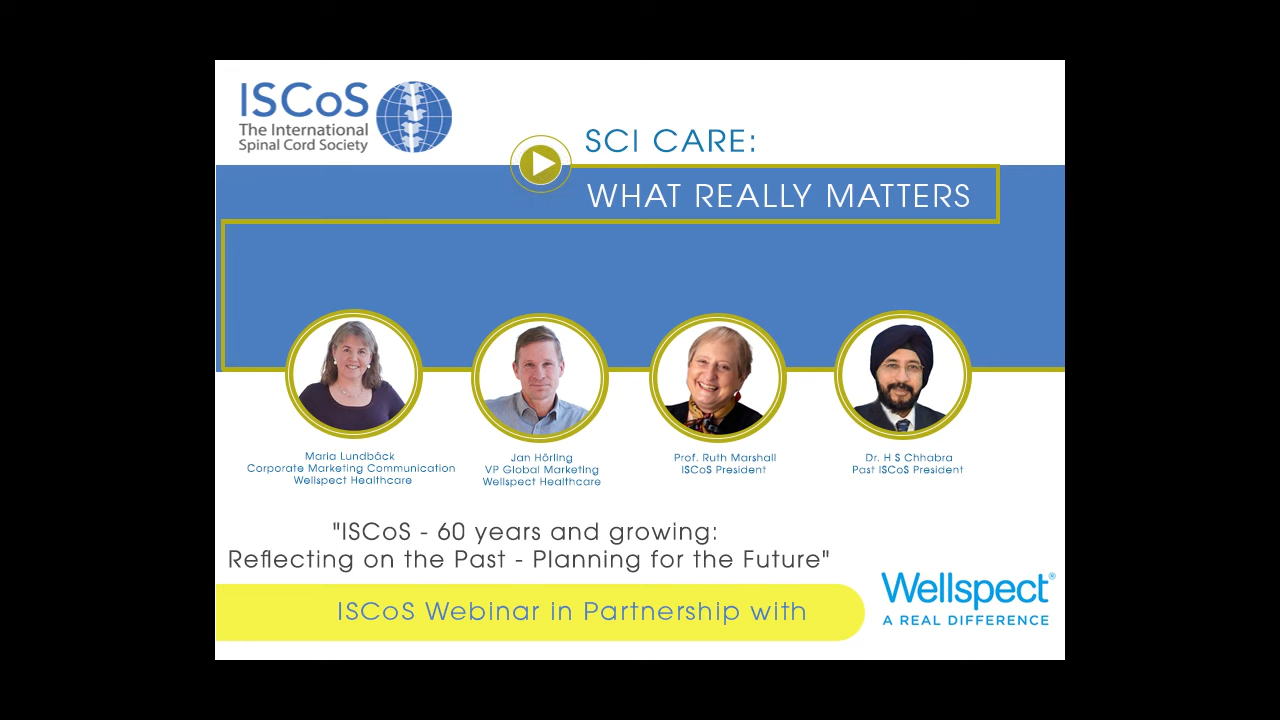 ISCoS
The International
Spinal Cord Society
SCI CARE:
WHAT REALLY MATTERS
Maria Lundbäck
Corporate Marketing Communication
Wellspect Healthcare
Jan Hörling
VP Global Marketing
Wellspect Healthcare
Prof. Ruth Marshall
ISCoS President
Dr. H S Chhabra
Past ISCoS President
"ISCoS - 60 years and growing:
Reflecting on the Past - Planning for the Future"
ISCoS Webinar in Partnership with
Wellspect®
A REAL DIFFERENCE